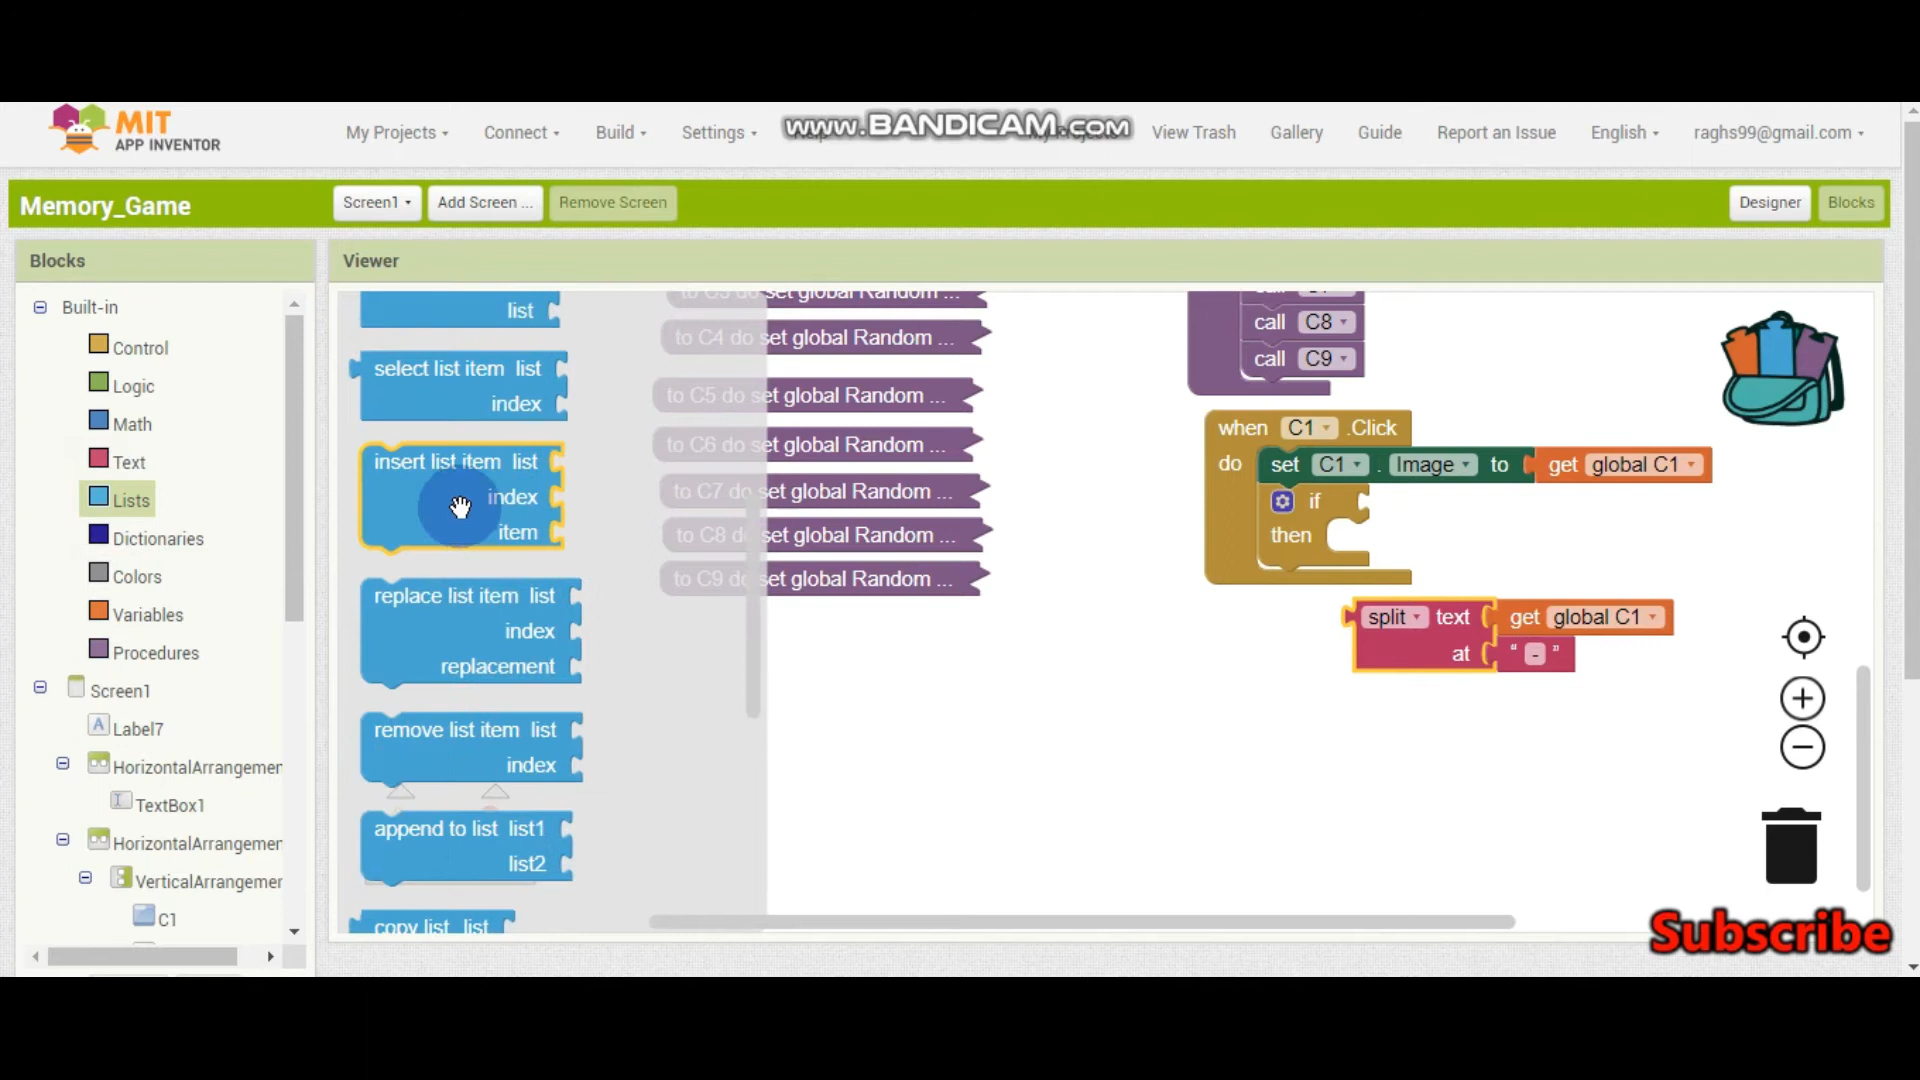 MIT
APP INVENTOR
My Projects
Connect
Build
Settings
www.BANDICAM.com
View Trash
Gallery
Guide
Report an Issue
English
raghs99@gmail.com
Memory_Game
Screen1
Add Screen ...
Remove Screen
Designer
Blocks
Blocks
Built-in
Control
Logic
Math
Text
Lists
Dictionaries
Colors
Variables
Procedures
Screen1
Label7
HorizontalArrangemen
TextBox1
HorizontalArrangemen
VerticalArrangemer
C1
Viewer
list
select list item list
index
insert list item list
index
item
replace list item list
index
replacement
remove list item list
index
append to list list1
list2
copy list list
to C3 do set global Random ...
to C4 do set global Random ...
to C5 do set global Random ...
to C6 do set global Random ...
to C7 do set global Random ...
to C8 do set global Random ...
to C9 do set global Random ...
call C8
call C9
when C1 .Click
do set C1 . Image to get global C1
if
then
split text get global C1
at " - "
Subscribe